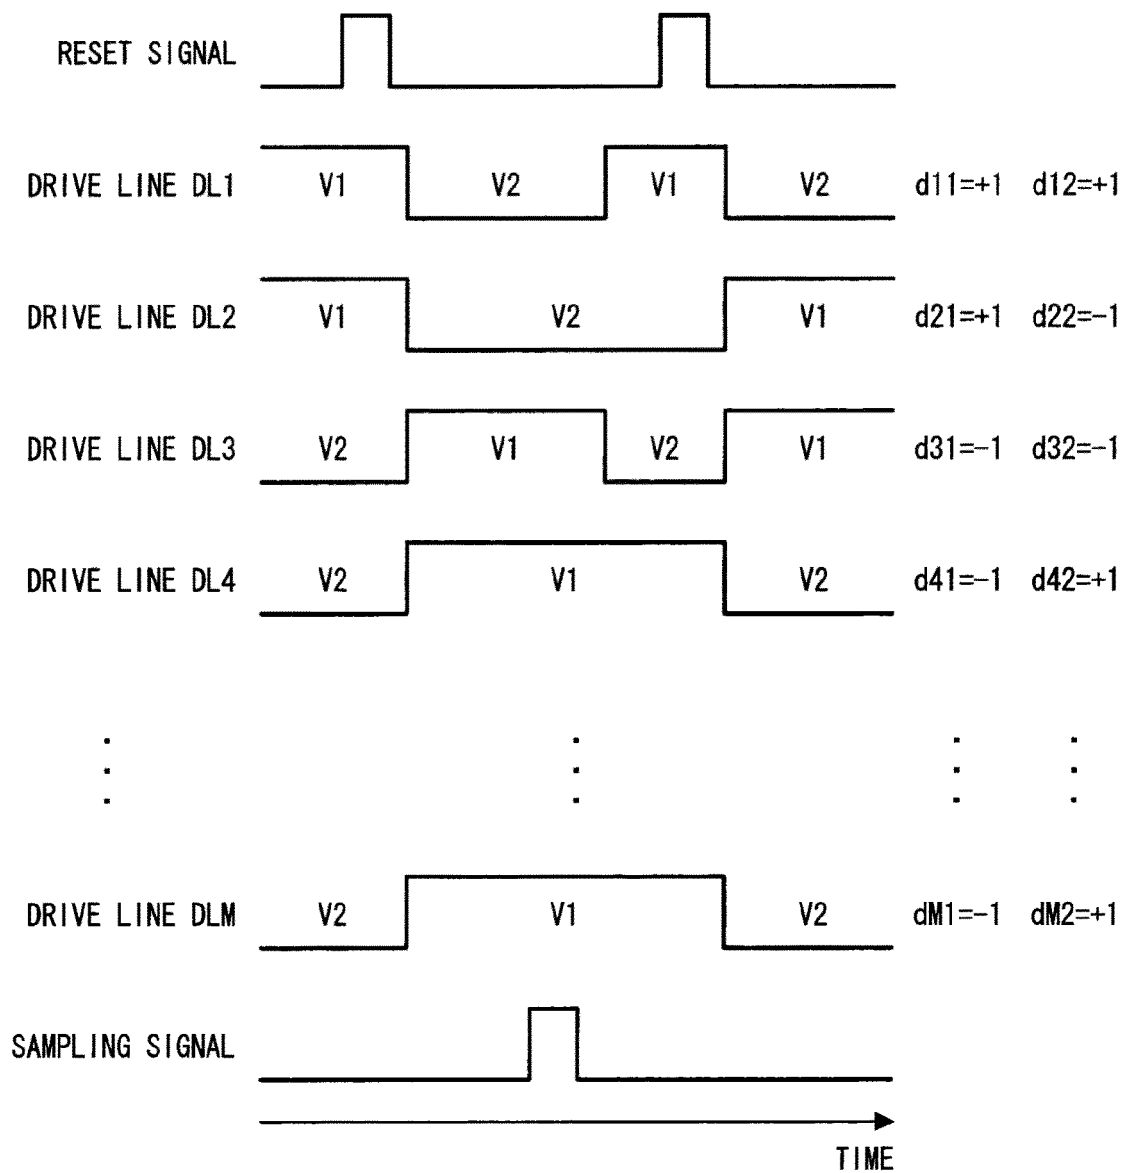 RESET SIGNAL
DRIVE LINE DL1 V1 V2 V1 V2 d11=+1 d12=+1
DRIVE LINE DL2 V1 V2 V1 d21=+1 d22=-1
DRIVE LINE DL3 V2 V1 V2 V1 d31=-1 d32=-1
DRIVE LINE DL4 V2 V1 V2 d41=-1 d42=+1
DRIVE LINE DLM V2 V1 V2 dM1=-1 dM2=+1
SAMPLING SIGNAL
TIME